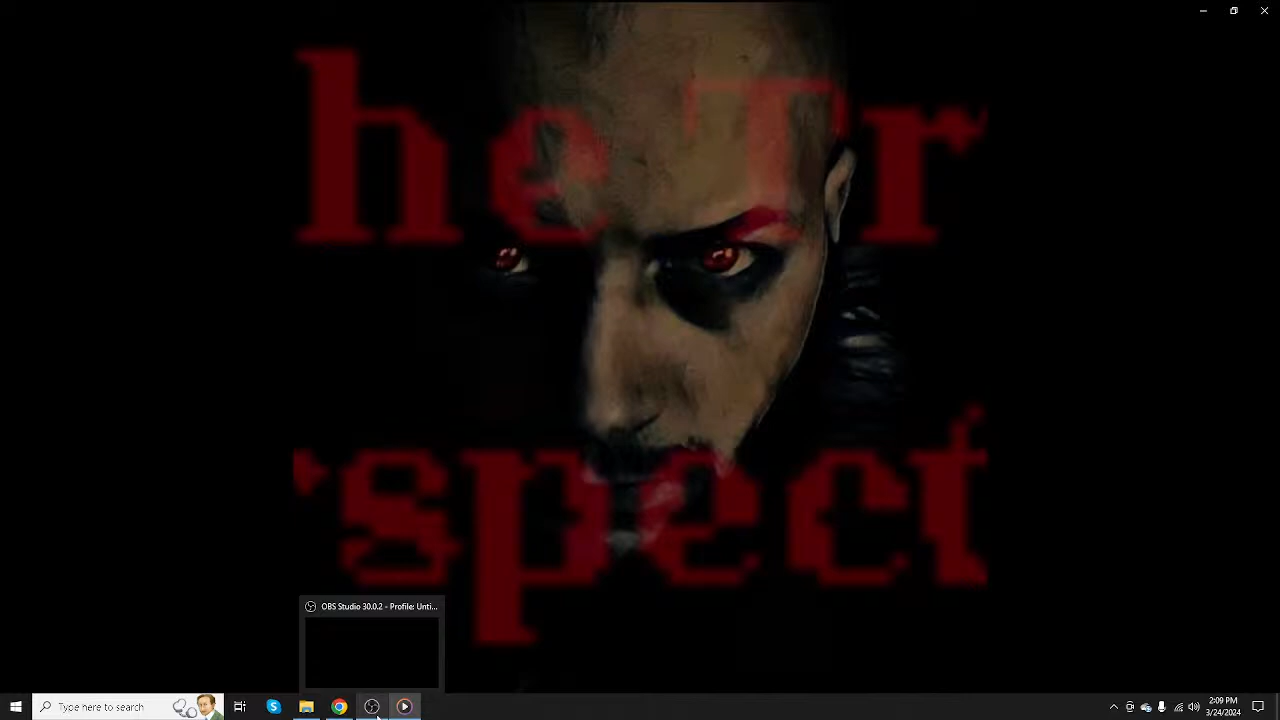 he Tr
rspect
OBS Studio 30.0.2 - Profile: Unti...
Type here to search
2:09 PM
3/24/2024